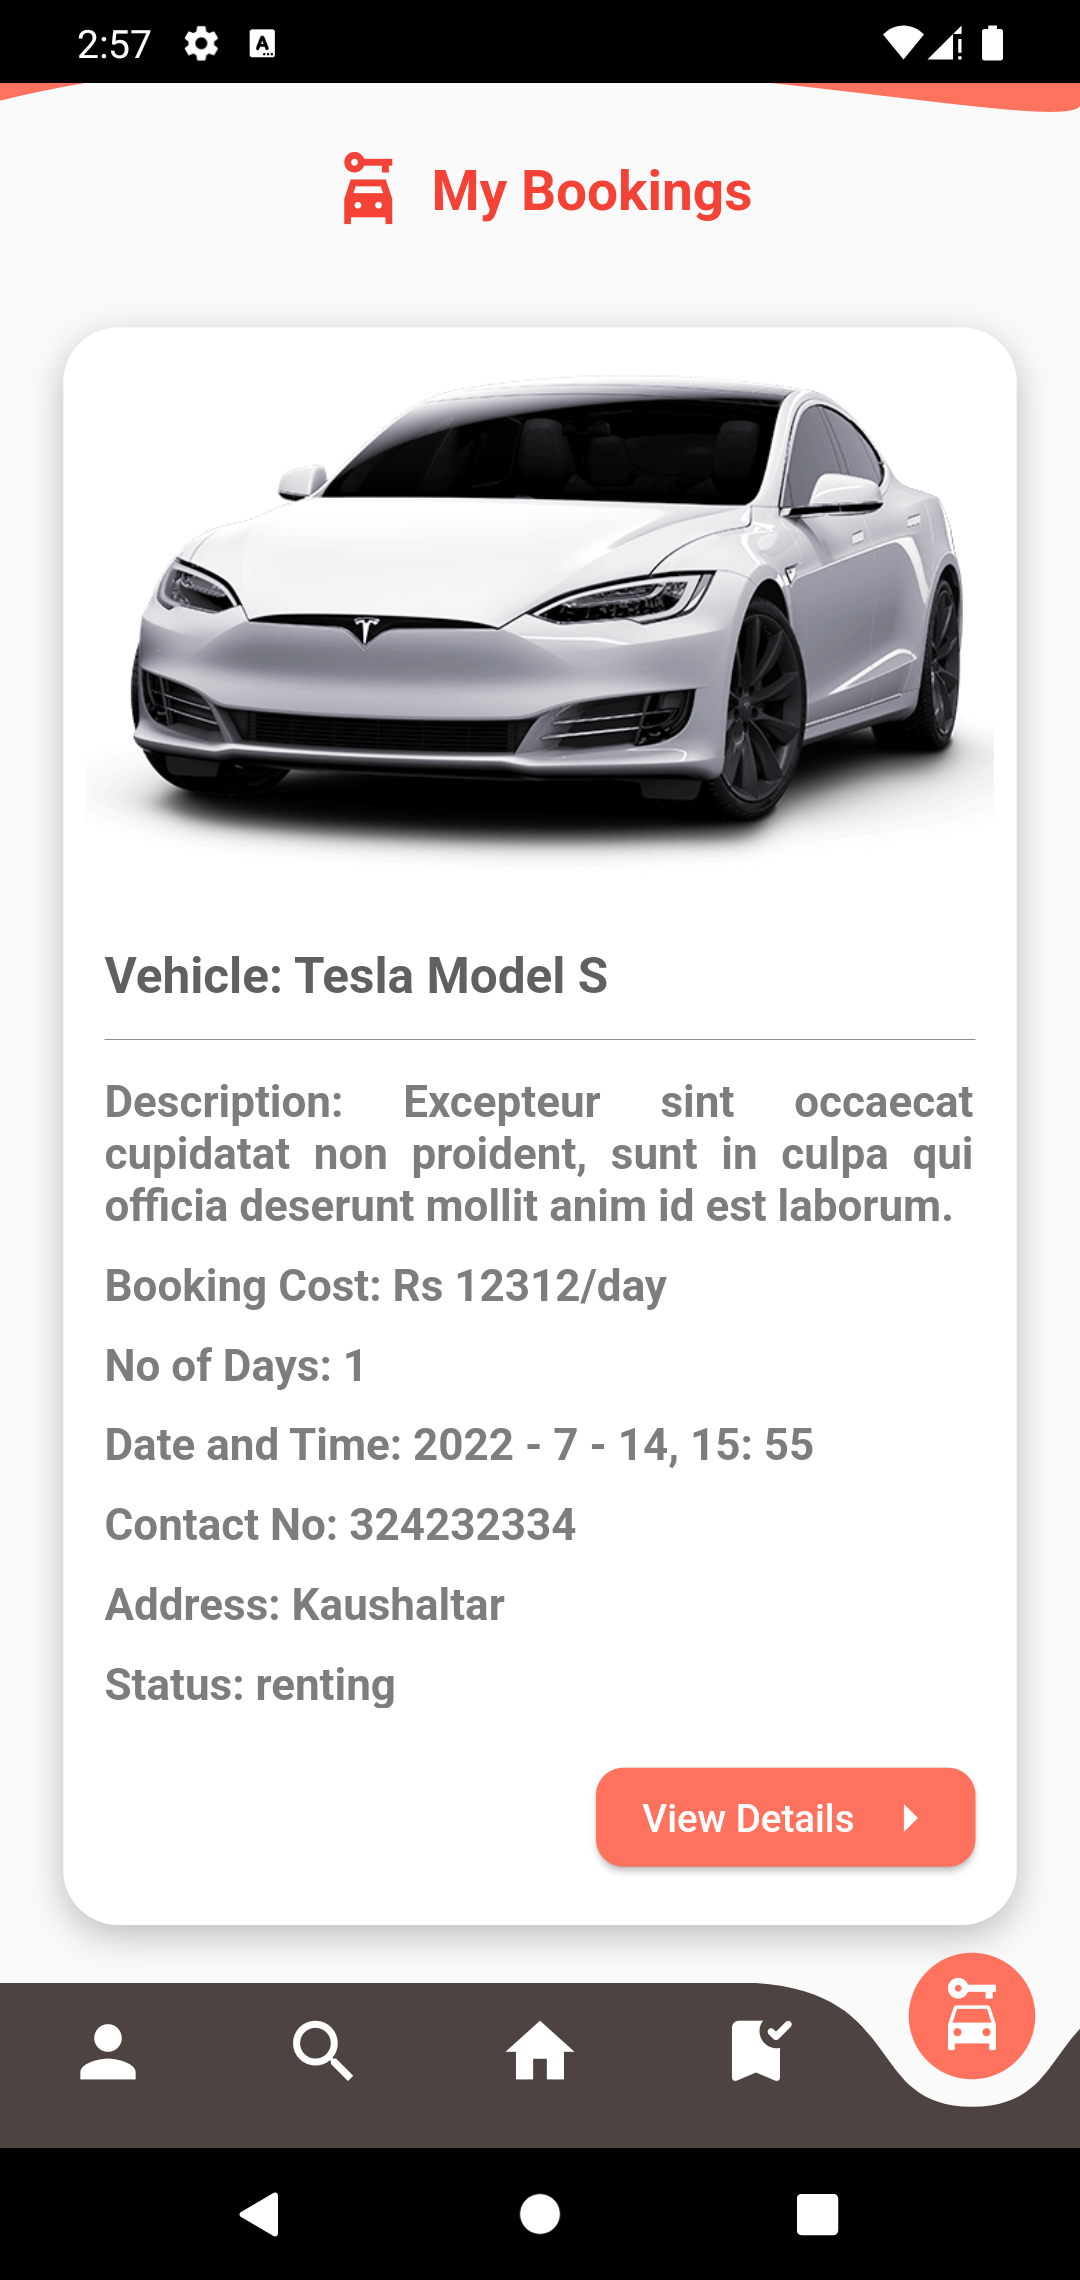 2:57
My Bookings
Vehicle: Tesla Model S
Description: Excepteur sint occaecat
cupidatat non proident, sunt in culpa qui
officia deserunt mollit anim id est laborum.
Booking Cost: Rs 12312/day
No of Days: 1
Date and Time: 2022 - 7 - 14, 15: 55
Contact No: 324232334
Address: Kaushaltar
Status: renting
View Details